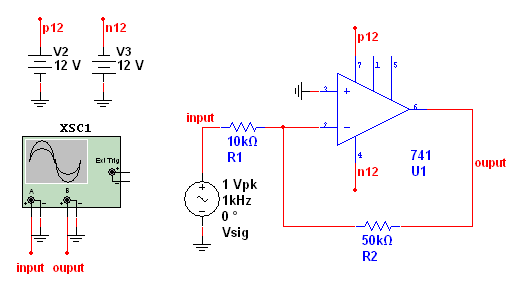 p12 n12
V2 V3
12 V 12 V
XSC1
Ext Trig
A B
input ouput
p12
7 1 5
3
+
2
−
6
4
n12
741
U1
input
10kΩ
R1
1 Vpk
1kHz
0 °
Vsig
ouput
50kΩ
R2